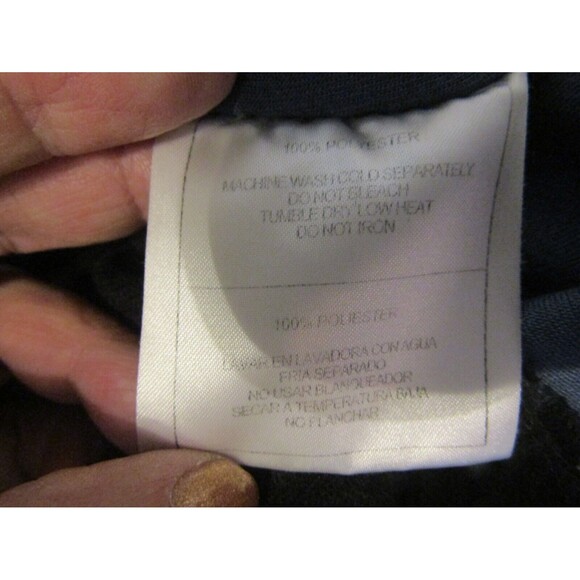 100% POLYESTER
MACHINE WASH COLD SEPARATELY
DO NOT BLEACH
TUMBLE DRY LOW HEAT
DO NOT IRON
100% POLIESTER
LAVAR EN LAVADORA CON AGUA
FRIA SEPARADO
NO USAR BLANQUEADOR
SECAR A TEMPERATURA BAJA
NO PLANCHAR